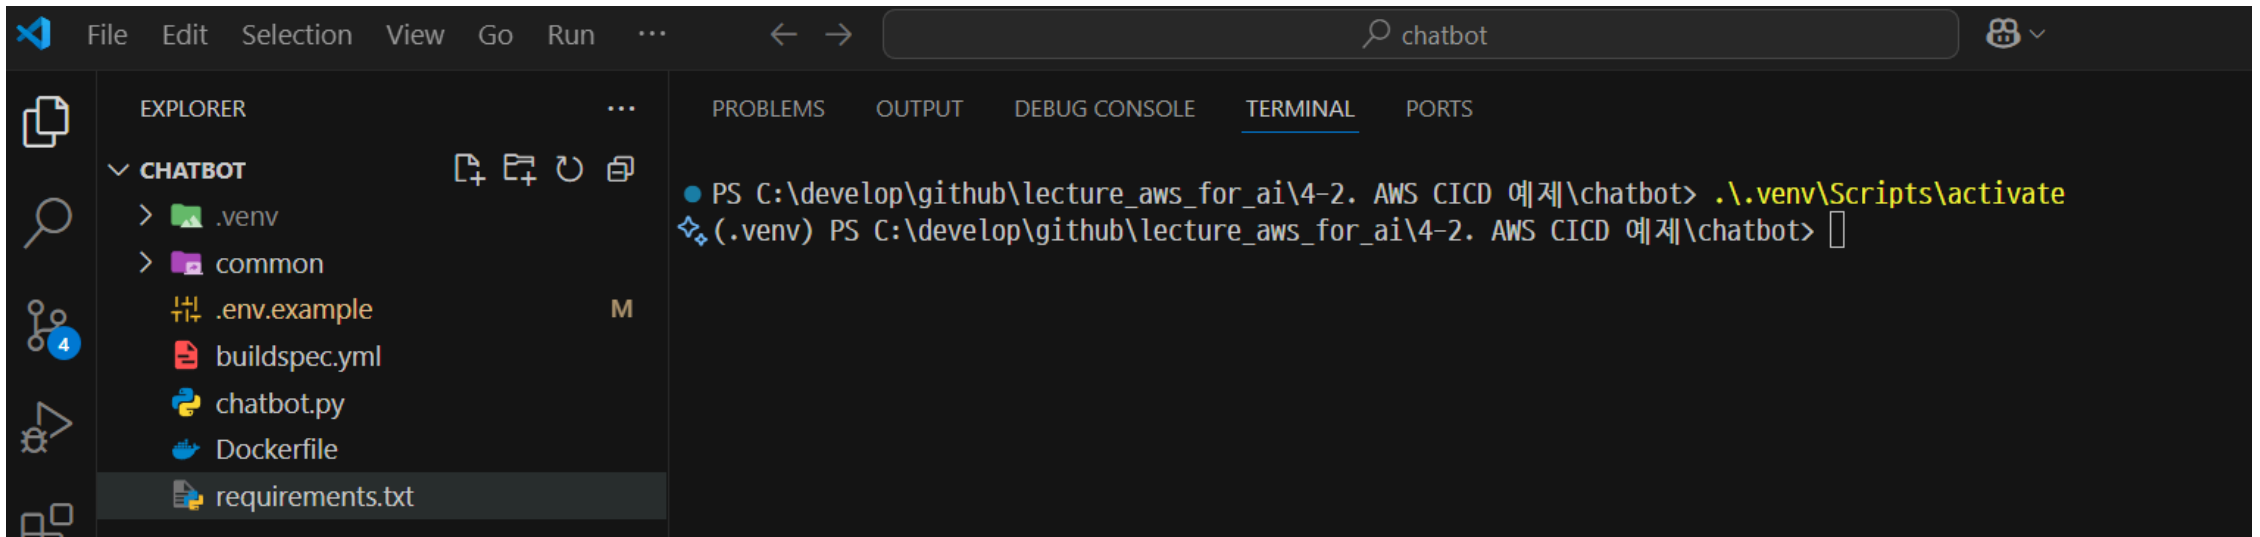 File Edit Selection View Go Run ··· ← → chatbot
EXPLORER ···
CHATBOT
.venv
common
.env.example M
4
buildspec.yml
chatbot.py
Dockerfile
requirements.txt
PROBLEMS OUTPUT DEBUG CONSOLE TERMINAL PORTS
PS C:\develop\github\lecture_aws_for_ai\4-2. AWS CICD 예제\chatbot> .\.venv\Scripts\activate
(.venv) PS C:\develop\github\lecture_aws_for_ai\4-2. AWS CICD 예제\chatbot>